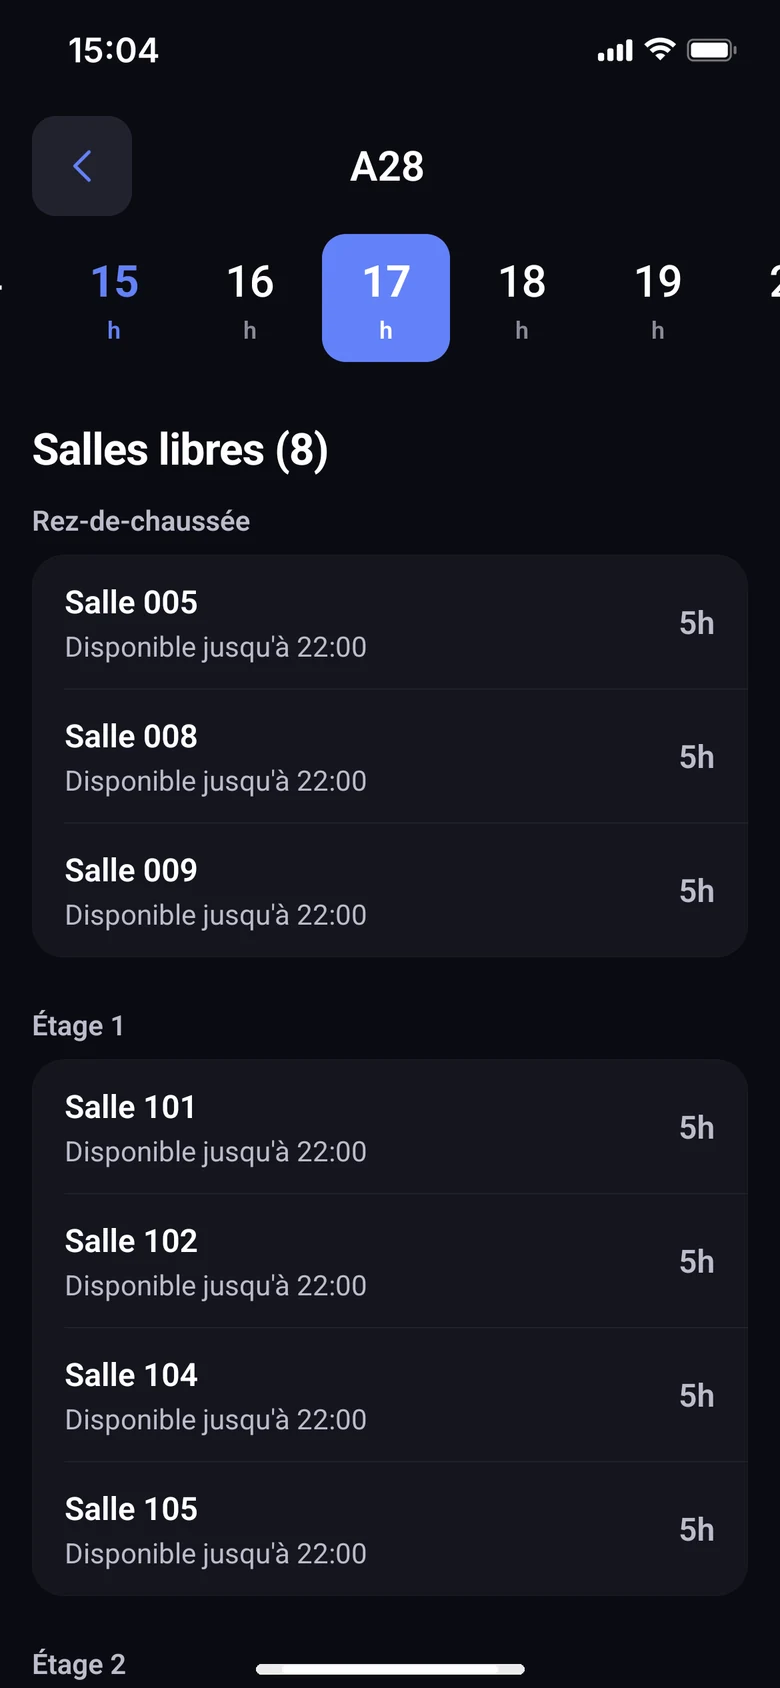 15:04
A28
15 16 17 18 19
h h h h h
Salles libres (8)
Rez-de-chaussée
Salle 005
Disponible jusqu'à 22:00
5h
Salle 008
Disponible jusqu'à 22:00
5h
Salle 009
Disponible jusqu'à 22:00
5h
Étage 1
Salle 101
Disponible jusqu'à 22:00
5h
Salle 102
Disponible jusqu'à 22:00
5h
Salle 104
Disponible jusqu'à 22:00
5h
Salle 105
Disponible jusqu'à 22:00
5h
Étage 2